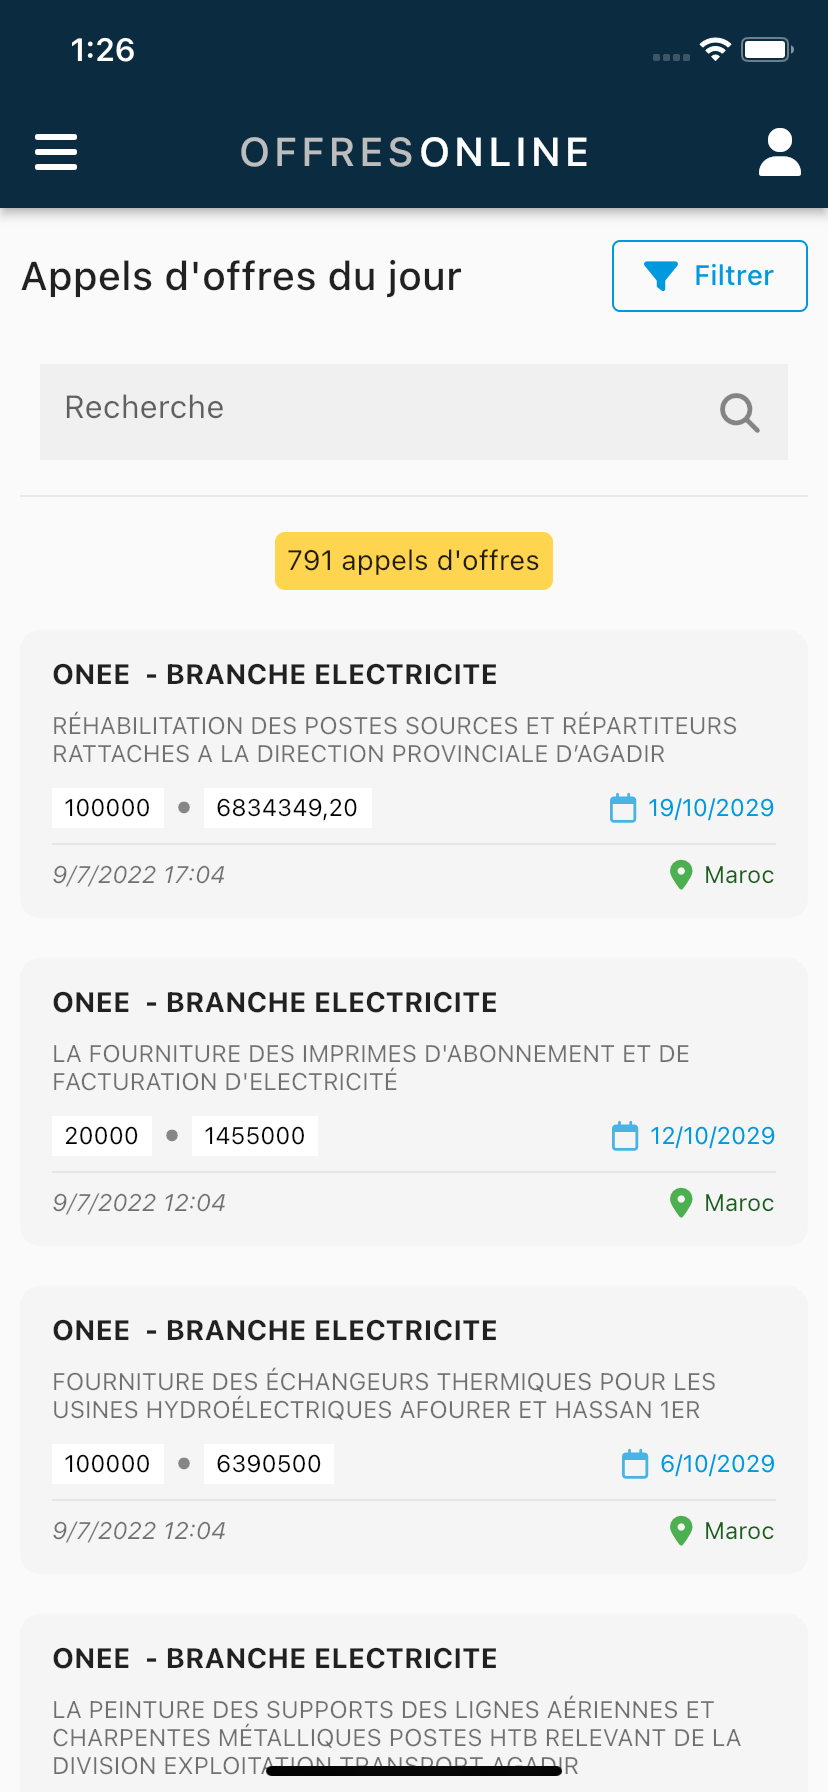 1:26
OFFRESONLINE
Appels d'offres du jour
Filtrer
Recherche
791 appels d'offres
ONEE  - BRANCHE ELECTRICITE
RÉHABILITATION DES POSTES SOURCES ET RÉPARTITEURS
RATTACHES A LA DIRECTION PROVINCIALE D’AGADIR
100000 • 6834349,20 19/10/2029
9/7/2022 17:04 Maroc
ONEE  - BRANCHE ELECTRICITE
LA FOURNITURE DES IMPRIMES D'ABONNEMENT ET DE
FACTURATION D'ELECTRICITÉ
20000 • 1455000 12/10/2029
9/7/2022 12:04 Maroc
ONEE  - BRANCHE ELECTRICITE
FOURNITURE DES ÉCHANGEURS THERMIQUES POUR LES
USINES HYDROÉLECTRIQUES AFOURER ET HASSAN 1ER
100000 • 6390500 6/10/2029
9/7/2022 12:04 Maroc
ONEE  - BRANCHE ELECTRICITE
LA PEINTURE DES SUPPORTS DES LIGNES AÉRIENNES ET
CHARPENTES MÉTALLIQUES POSTES HTB RELEVANT DE LA
DIVISION EXPLOITATION TRANSPORT AGADIR